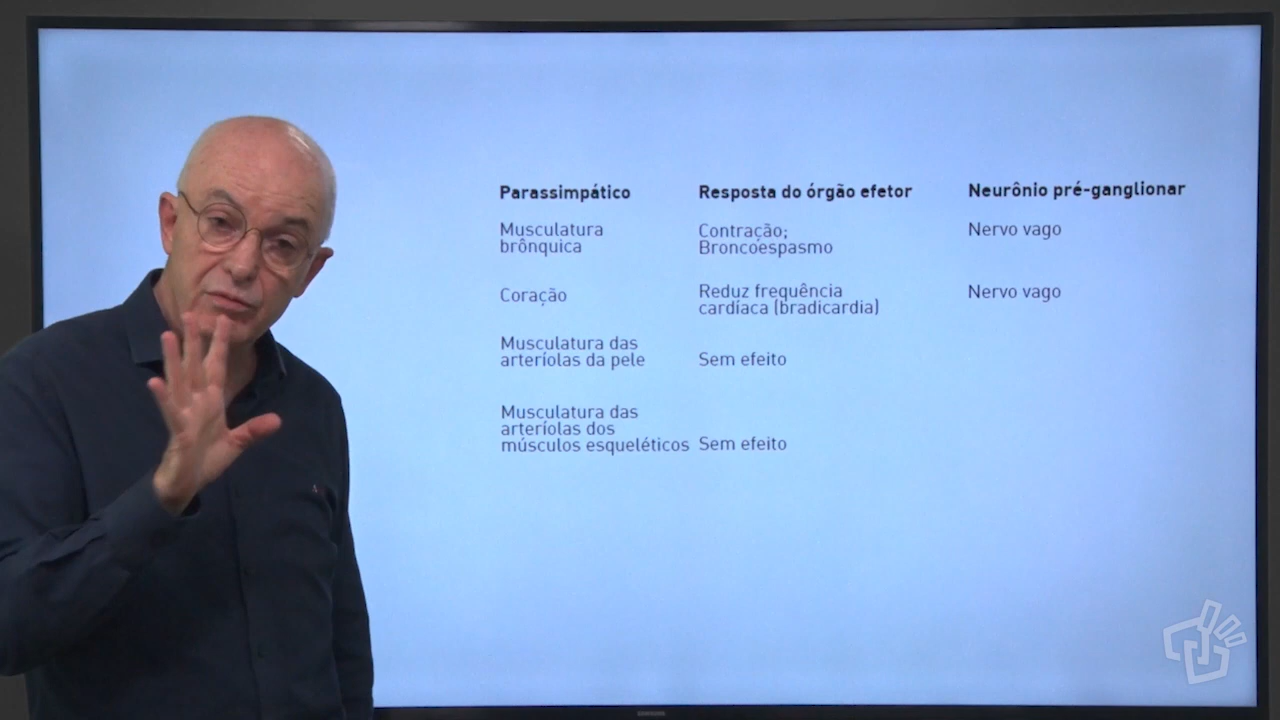 Parassimpático Resposta do órgão efetor Neurônio pré-ganglionar
Musculatura
brônquica
Contração;
Broncoespasmo
Nervo vago
Coração
Reduz frequência
cardíaca (bradicardia)
Nervo vago
Musculatura das
arteríolas da pele
Sem efeito
Musculatura das
arteríolas dos
músculos esqueléticos
Sem efeito